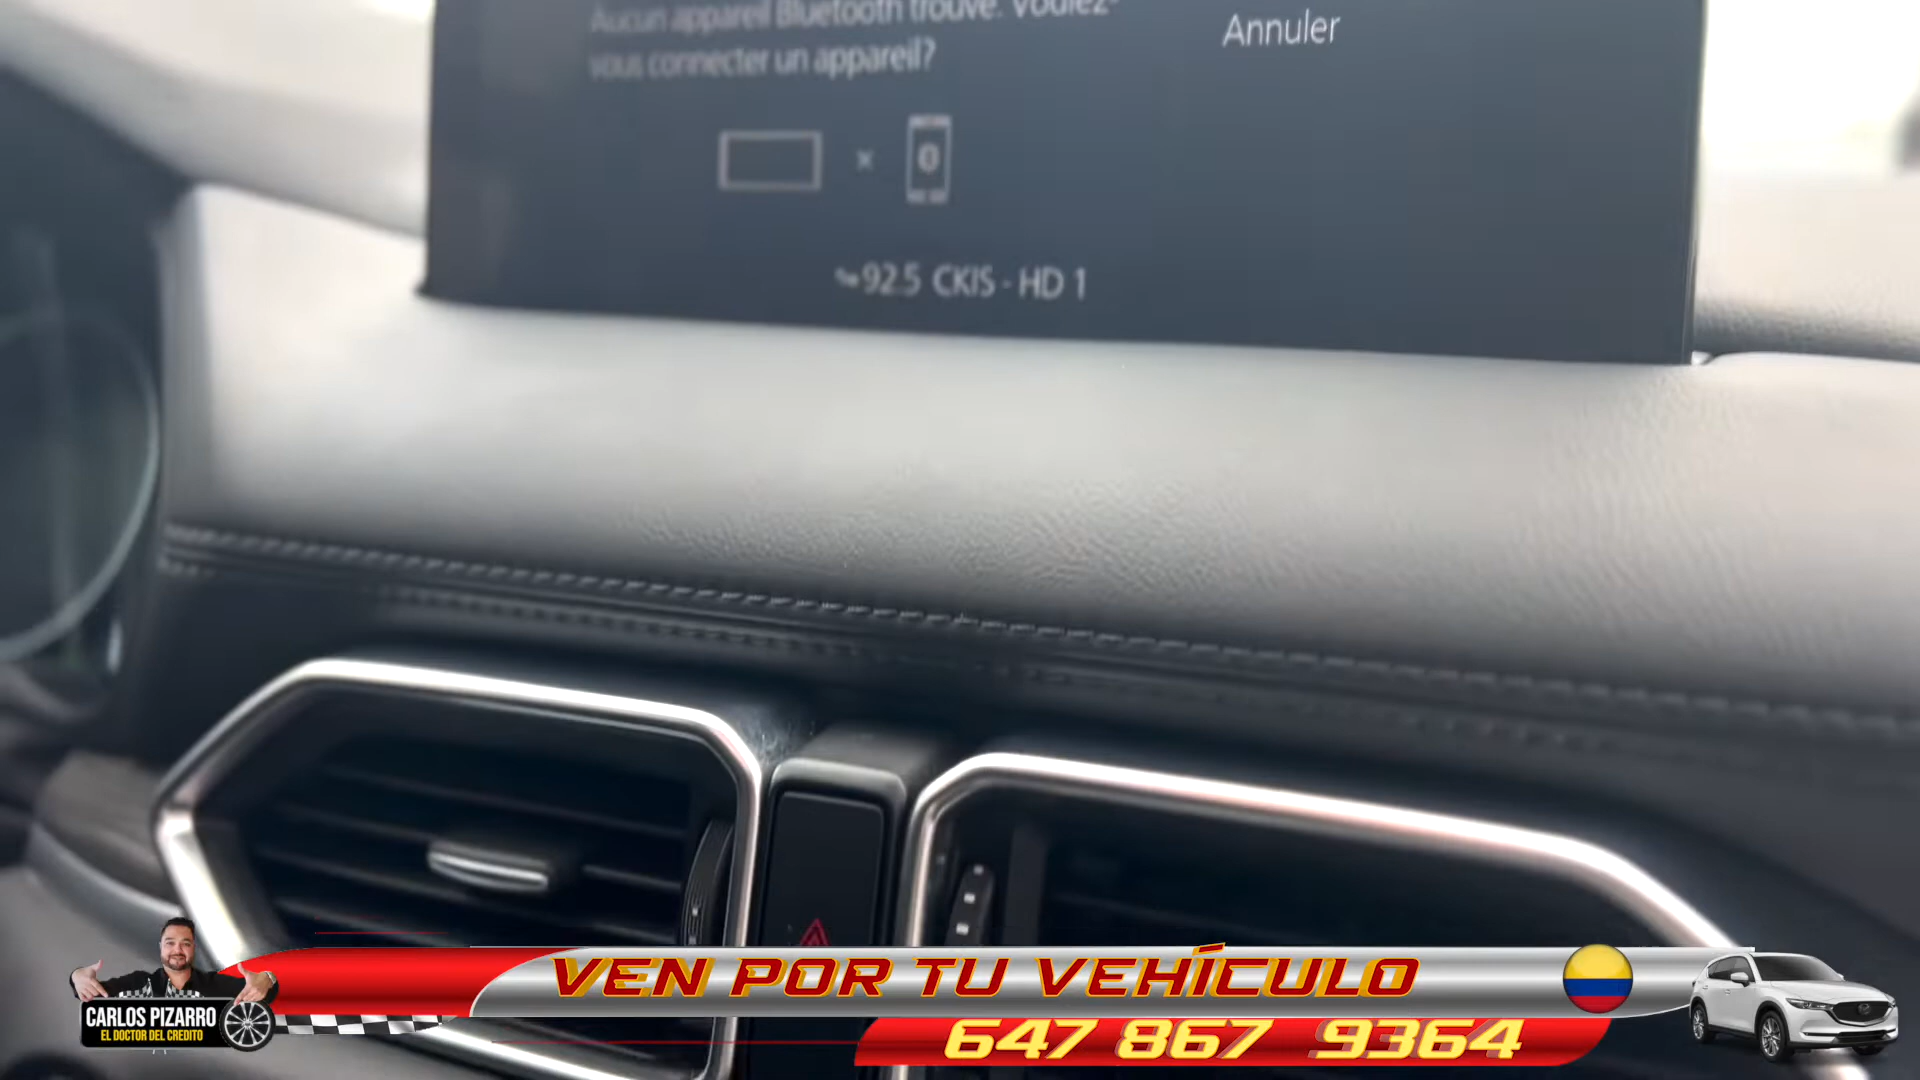 Aucun appareil Bluetooth trouvé. Voulez-
vous connecter un appareil?
Annuler
0
92.5 CKIS - HD 1
VEN POR TU VEHÍCULO
647 867 9364
CARLOS PIZARRO
EL DOCTOR DEL CREDITO